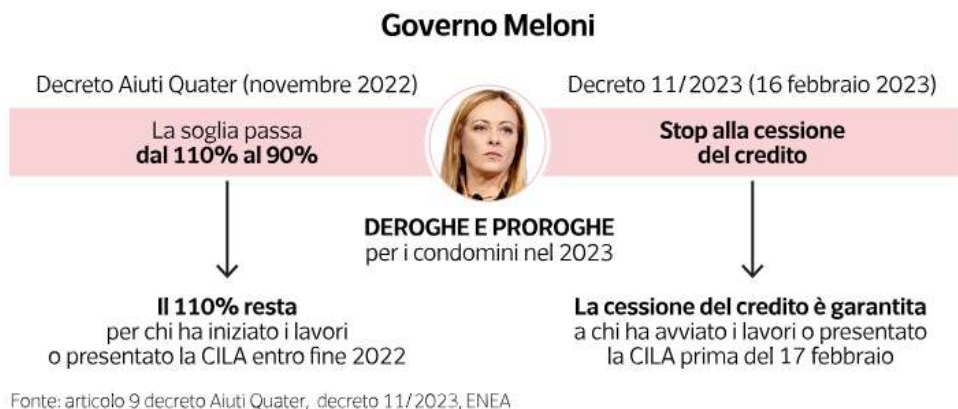 Governo Meloni
Decreto Aiuti Quater (novembre 2022)
La soglia passa
dal 110% al 90%
Il 110% resta
per chi ha iniziato i lavori
o presentato la CILA entro fine 2022
DEROGHE E PROROGHE
per i condomini nel 2023
Decreto 11/2023 (16 febbraio 2023)
Stop alla cessione
del credito
La cessione del credito è garantita
a chi ha avviato i lavori o presentato
la CILA prima del 17 febbraio
Fonte: articolo 9 decreto Aiuti Quater, decreto 11/2023, ENEA